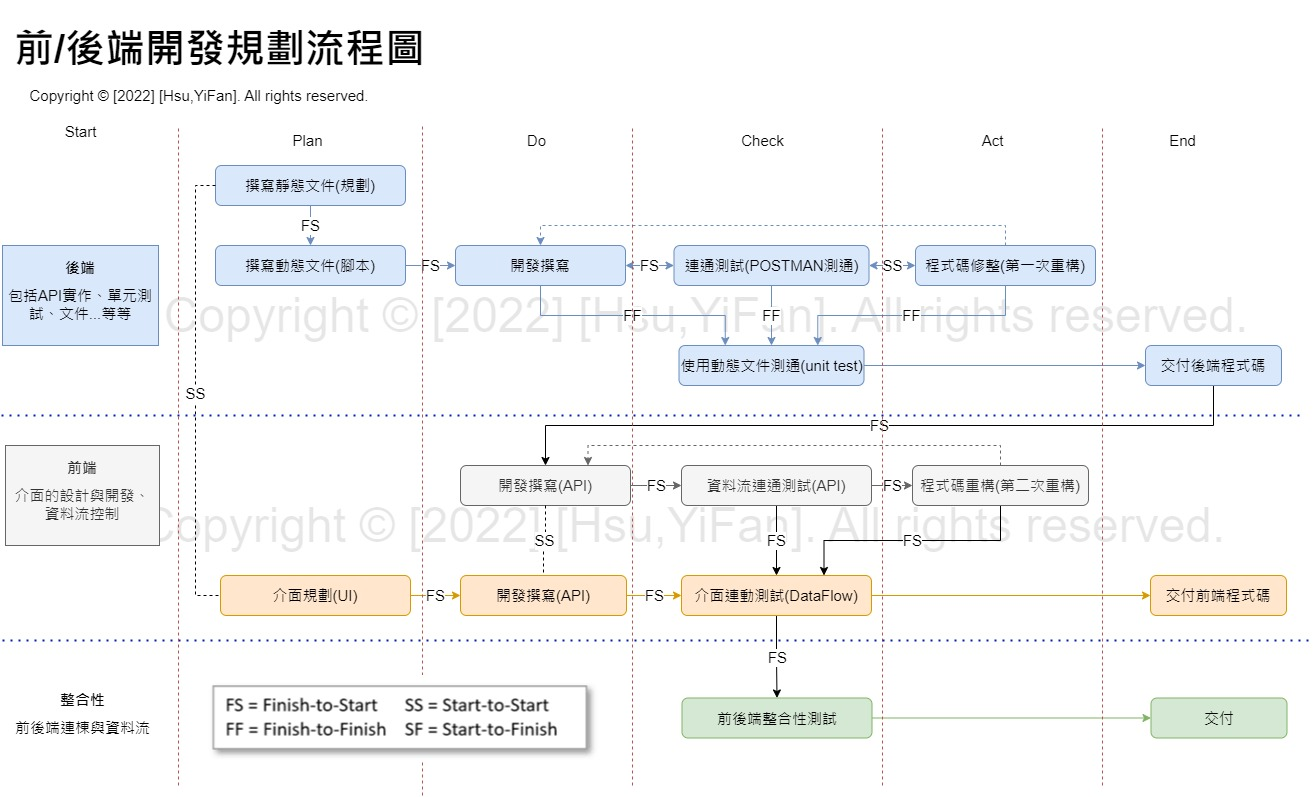 前/後端開發規劃流程圖
Copyright © [2022] [Hsu,YiFan]. All rights reserved.
Start
Plan
Do
Check
Act
End
撰寫靜態文件(規劃)
FS
後端
包括API實作、單元測
試、文件...等等
撰寫動態文件(腳本)
FS
開發撰寫
FS
連通測試(POSTMAN測通)
SS
程式碼修整(第一次重構)
Copyright © [2022] [Hsu,YiFan]. All rights reserved.
FF
FF
FF
使用動態文件測通(unit test)
交付後端程式碼
SS
FS
前端
介面的設計與開發、
資料流控制
開發撰寫(API)
FS
資料流連通測試(API)
FS
程式碼重構(第二次重構)
Copyright © [2022] [Hsu,YiFan]. All rights reserved.
SS
FS
FS
介面規劃(UI)
FS
開發撰寫(API)
FS
介面連動測試(DataFlow)
交付前端程式碼
FS
整合性
前後端連棟與資料流
FS = Finish-to-Start SS = Start-to-Start
FF = Finish-to-Finish SF = Start-to-Finish
前後端整合性測試
交付